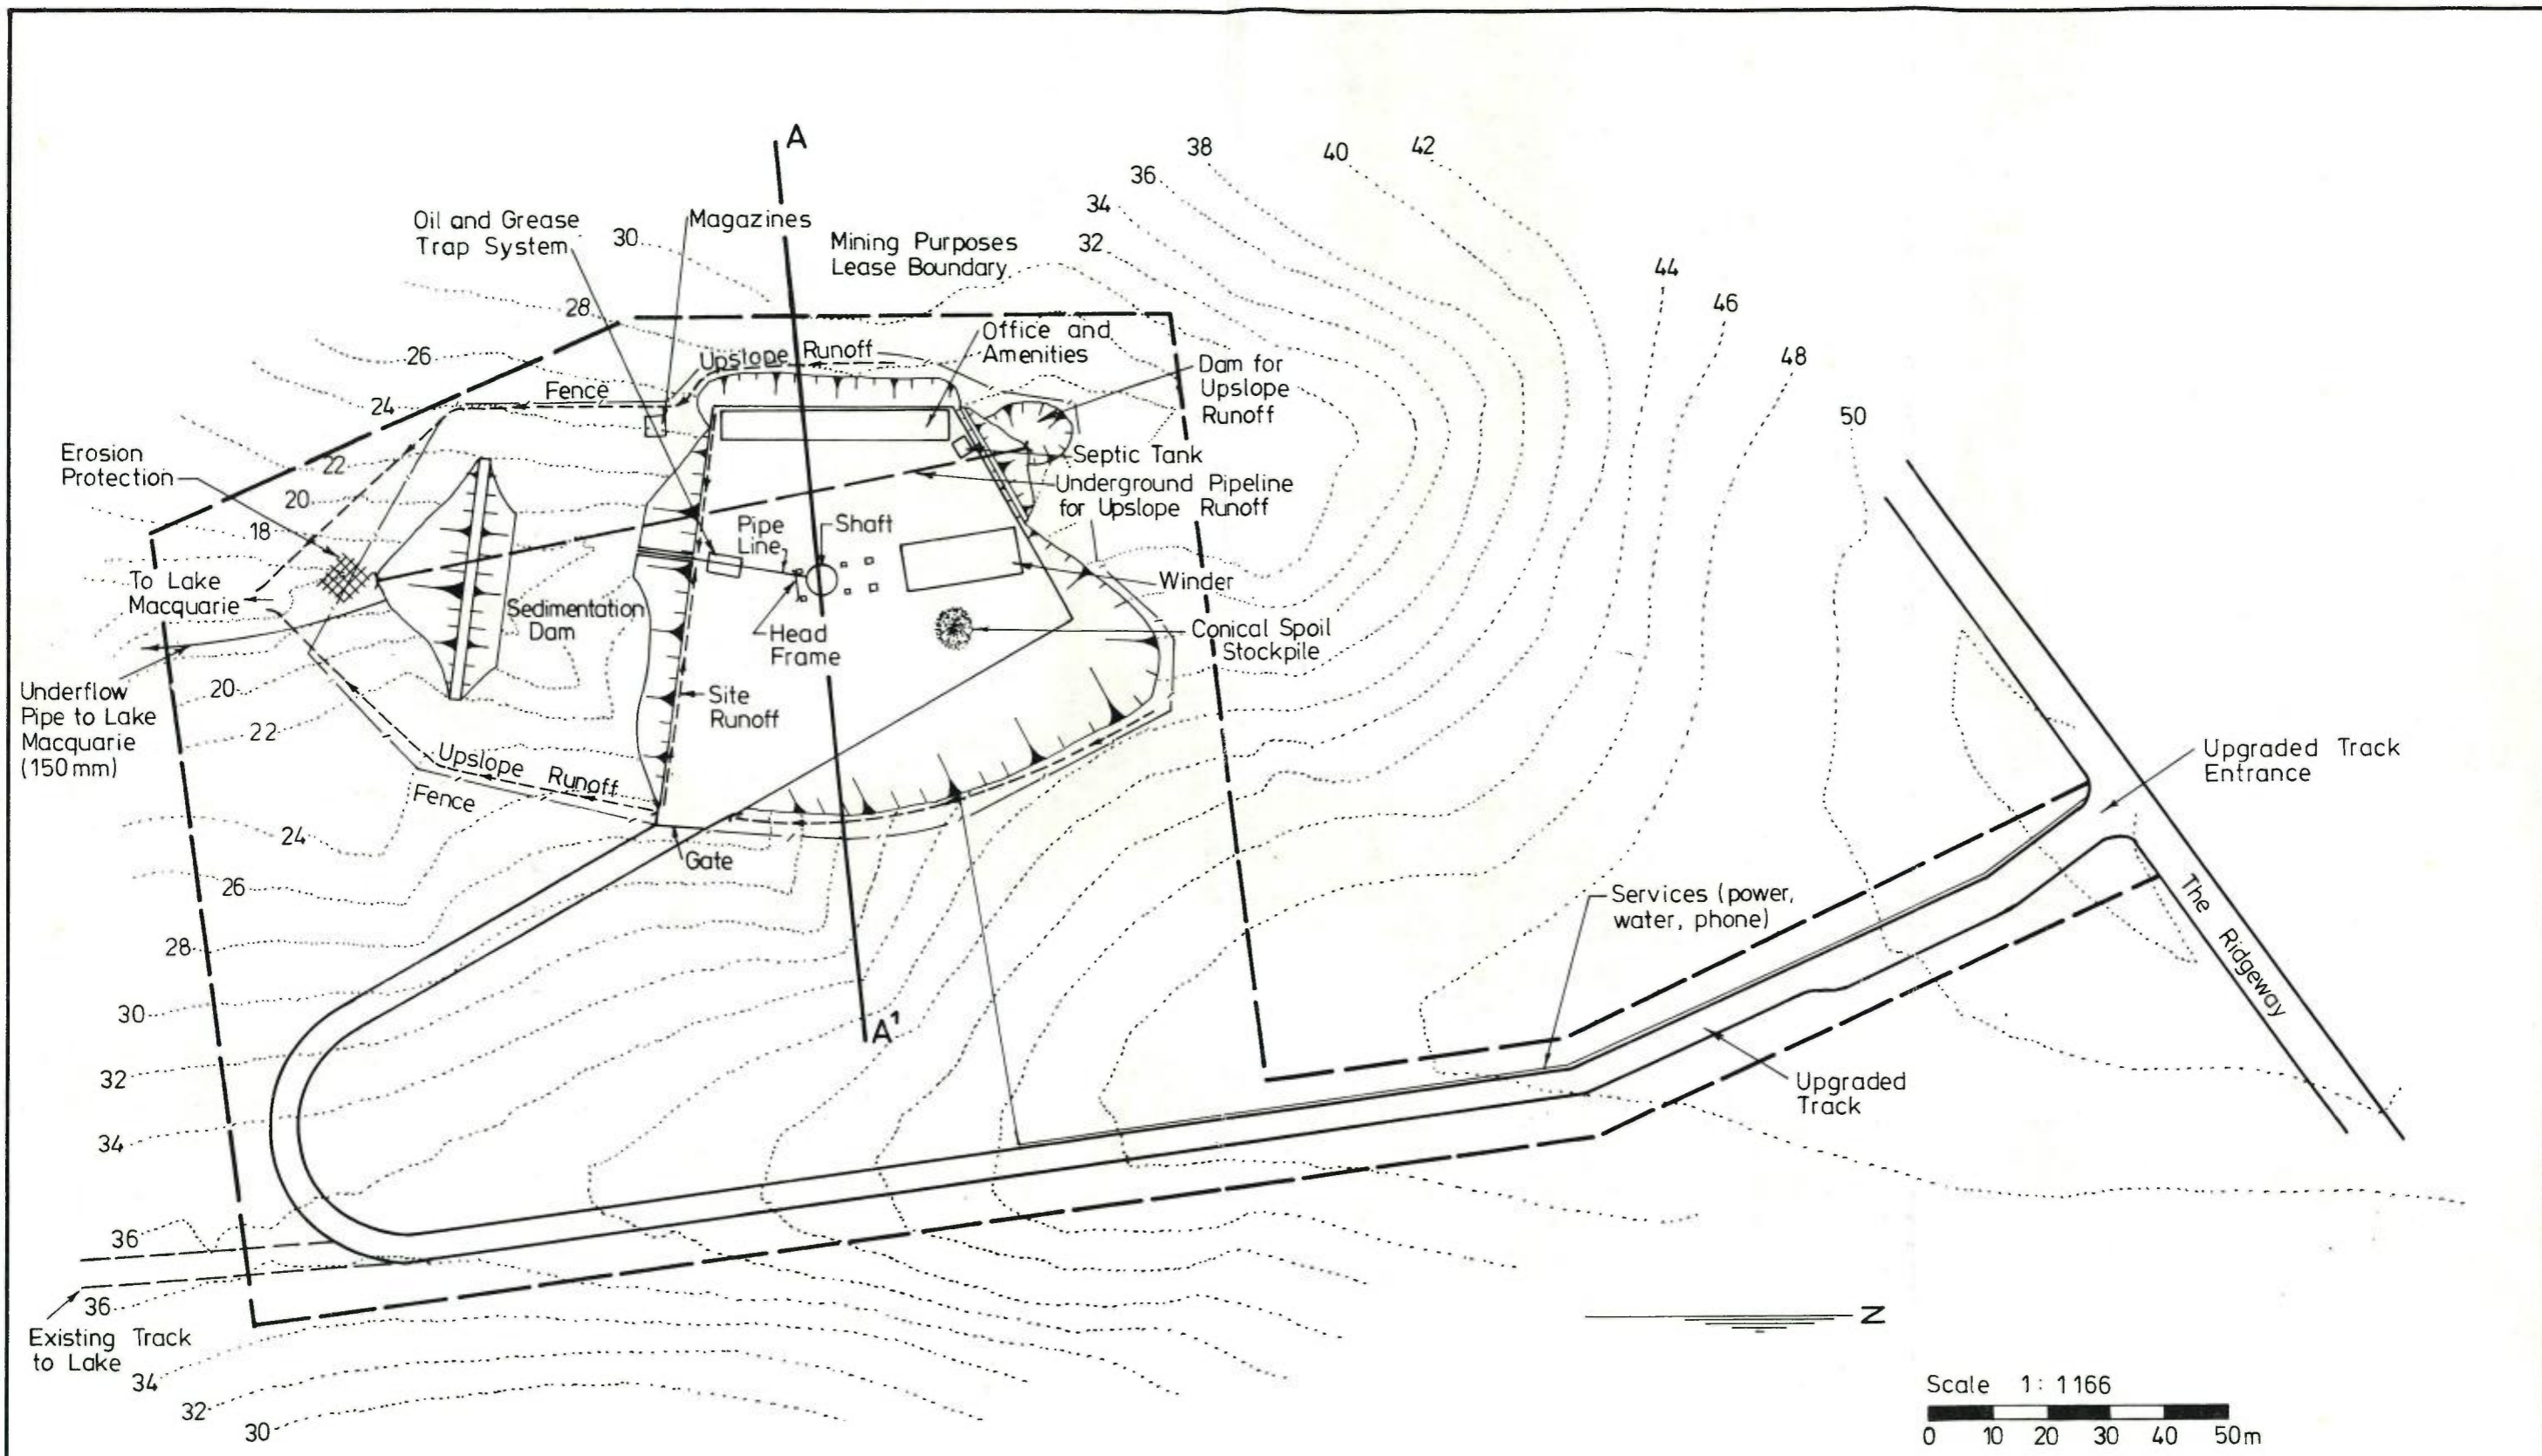 A
38
40
42
36
34
32
Oil and Grease
Trap System
Magazines
30
Mining Purposes
Lease Boundary
44
46
28
Office and
Amenities
Upslope Runoff
26
48
Dam for
Upslope
Runoff
Fence
24
50
Erosion
Protection
22
Septic Tank
20
Underground Pipeline
for Upslope Runoff
18
Pipe
Line
Shaft
To Lake
Macquarie
Winder
Sedimentation
Dam
Head
Frame
Conical Spoil
Stockpile
Underflow
Pipe to Lake
Macquarie
(150mm)
20
Site
Runoff
22
Upslope Runoff
Upgraded Track
Entrance
Fence
24
Gate
26
Services (power,
water, phone)
The Ridgeway
28
30
A'
32
Upgraded
Track
34
36
36
Existing Track
to Lake
N
34
32
30
Scale 1: 1166
0 10 20 30 40 50m